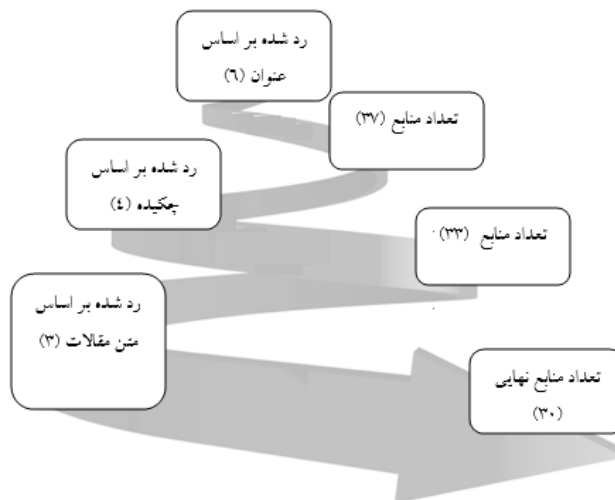 رد شده بر اساس
عنوان (٦)
تعداد منابع (۳۷)
رد شده بر اساس
چکیده (٤)
تعداد منابع (۳۳)
رد شده بر اساس
متن مقالات (۳)
تعداد منابع نهایی
(۳۰)